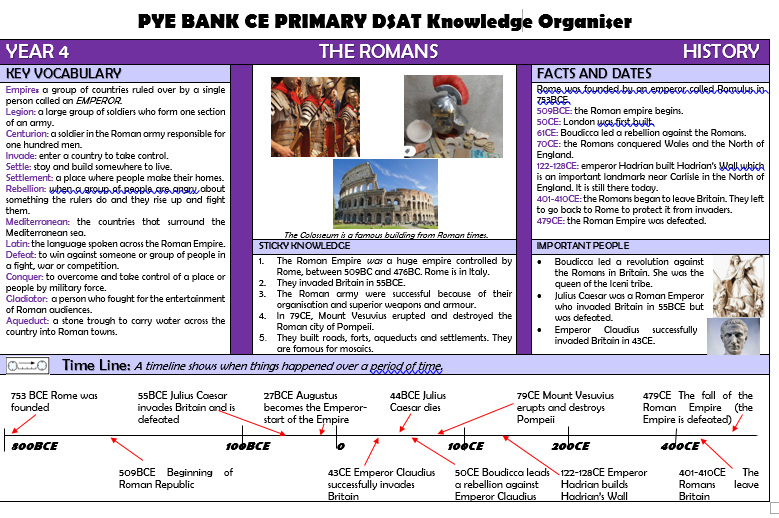 PYE BANK CE PRIMARY DSAT Knowledge Organiser
YEAR 4
THE ROMANS
HISTORY
KEY VOCABULARY
Empire: a group of countries ruled over by a single
person called an EMPEROR.
Legion: a large group of soldiers who form one section
of an army.
Centurion: a soldier in the Roman army responsible for
one hundred men.
Invade: enter a country to take control.
Settle: stay and build somewhere to live.
Settlement: a place where people make their homes.
Rebellion: when a group of people are angry about
something the rulers do and they rise up and fight
them.
Mediterranean: the countries that surround the
Mediterranean sea.
Latin: the language spoken across the Roman Empire.
Defeat: to win against someone or group of people in
a fight, war or competition.
Conquer: to overcome and take control of a place or
people by military force.
Gladiator: a person who fought for the entertainment
of Roman audiences.
Aqueduct: a stone trough to carry water across the
country into Roman towns.
The Colosseum is a famous building from Roman times.
STICKY KNOWLEDGE
1. The Roman Empire was a huge empire controlled by
Rome, between 509BC and 476BC. Rome is in Italy.
2. They invaded Britain in 55BCE.
3. The Roman army were successful because of their
organisation and superior weapons and armour.
4. In 79CE, Mount Vesuvius erupted and destroyed the
Roman city of Pompeii.
5. They built roads, forts, aqueducts and settlements. They
are famous for mosaics.
FACTS AND DATES
Rome was founded by an emperor called Romulus in
753BCE.
509BCE: the Roman empire begins.
50CE: London was first built.
61CE: Boudicca led a rebellion against the Romans.
70CE: the Romans conquered Wales and the North of
England.
122-128CE: emperor Hadrian built Hadrian's Wall which
is an important landmark near Carlisle in the North of
England. It is still there today.
401-410CE: the Romans began to leave Britain. They left
to go back to Rome to protect it from invaders.
479CE: the Roman Empire was defeated.
IMPORTANT PEOPLE
• Boudicca led a revolution against
the Romans in Britain. She was the
queen of the Iceni tribe.
• Julius Caesar was a Roman Emperor
who invaded Britain in 55BCE but
was defeated.
• Emperor Claudius successfully
invaded Britain in 43CE.
Time Line: A timeline shows when things happened over a period of time.
753 BCE Rome was
founded
55BCE Julius Caesar
invades Britain and is
defeated
27BCE Augustus
becomes the Emperor-
start of the Empire
44BCE Julius
Caesar dies
79CE Mount Vesuvius
erupts and destroys
Pompeii
479CE The fall of the
Roman Empire (the
Empire is defeated)
800BCE
100BCE
0
100CE
200CE
400CE
509BCE Beginning of
Roman Republic
43CE Emperor Claudius
successfully invades
Britain
50CE Boudicca leads
a rebellion against
Emperor Claudius
122-128CE Emperor
Hadrian builds
Hadrian's Wall
401-410CE The
Romans leave
Britain